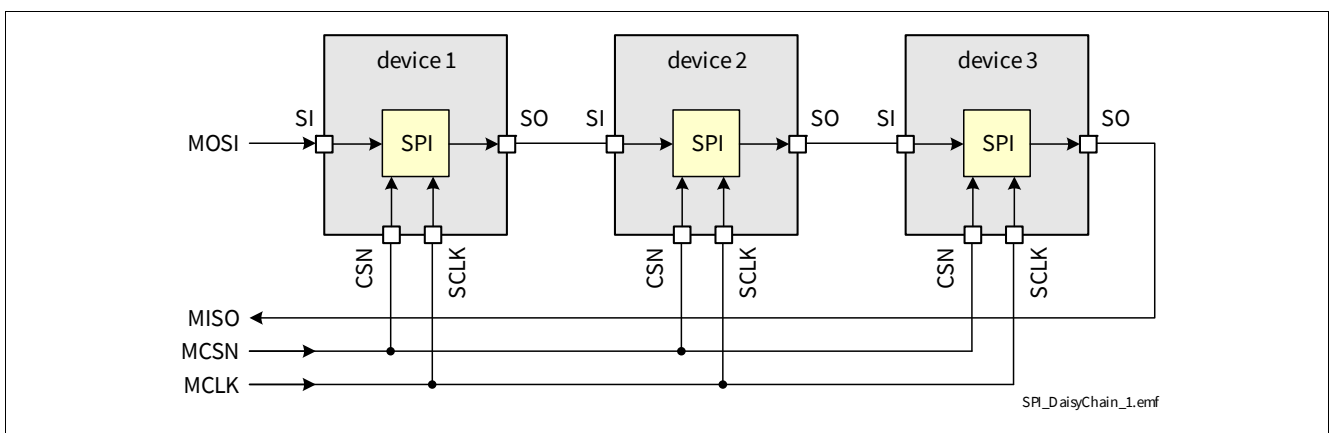 device 1 device 2 device 3
SI SO SI SO SI SO
MOSI SPI SPI SPI
CSN SCLK CSN SCLK CSN SCLK
MISO
MCSN
MCLK
SPI_DaisyChain_1.emf